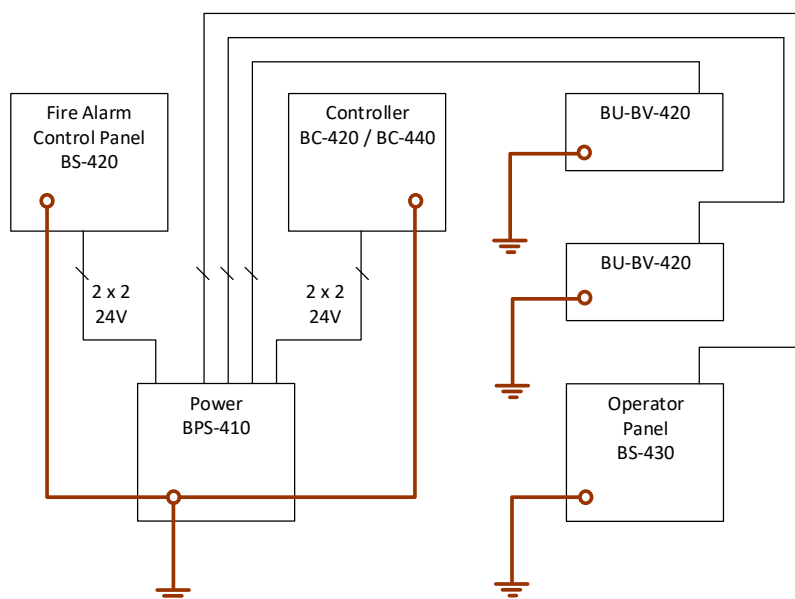 Fire Alarm
Control Panel
BS-420
Controller
BC-420 / BC-440
BU-BV-420
BU-BV-420
2 x 2
24V
2 x 2
24V
Power
BPS-410
Operator
Panel
BS-430